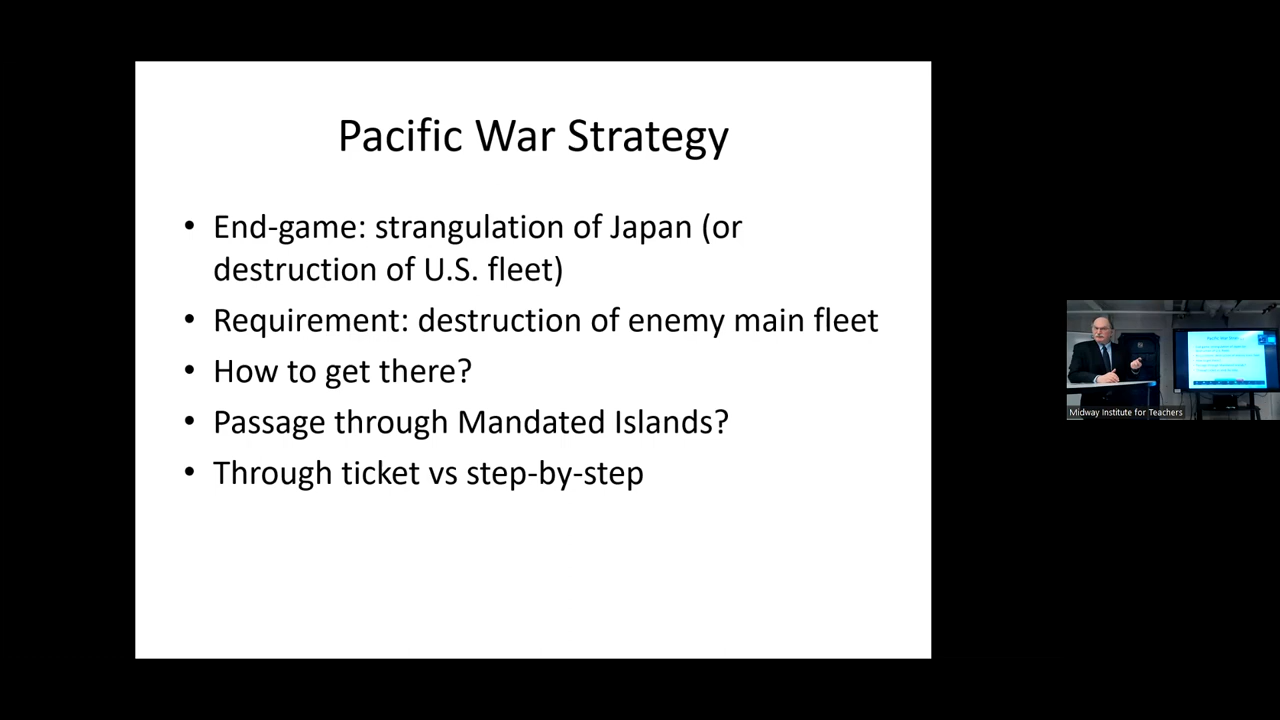 Pacific War Strategy
• End-game: strangulation of Japan (or
destruction of U.S. fleet)
• Requirement: destruction of enemy main fleet
• How to get there?
• Passage through Mandated Islands?
• Through ticket vs step-by-step
Midway Institute for Teachers